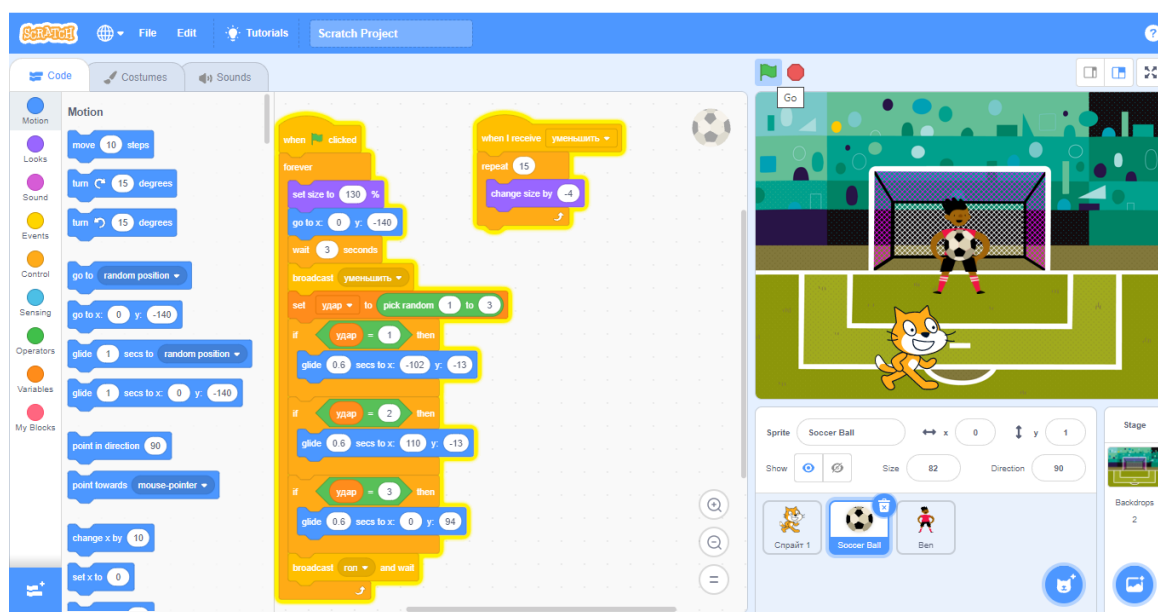 SCRATCH File Edit Tutorials Scratch Project ?
Code Costumes Sounds
Go
Motion
Looks
Sound
Events
Control
Sensing
Operators
Variables
My Blocks
Motion
move 10 steps
turn 15 degrees
turn 15 degrees
go to random position
go to x: 0 y: -140
glide 1 secs to random position
glide 1 secs to x: 0 y: -140
point in direction 90
point towards mouse-pointer
change x by 10
set x to 0
when clicked
forever
set size to 130 %
go to x: 0 y: -140
wait 3 seconds
broadcast уменьшить
set удар to pick random 1 to 3
if удар = 1 then
glide 0.6 secs to x: -102 y: -13
if удар = 2 then
glide 0.6 secs to x: 110 y: -13
if удар = 3 then
glide 0.6 secs to x: 0 y: 94
broadcast гол and wait
when I receive уменьшить
repeat 15
change size by -4
Sprite Soccer Ball x 0 y 1
Show Size 82 Direction 90
Спрайт 1 Soccer Ball Ben
Stage
Backdrops
2